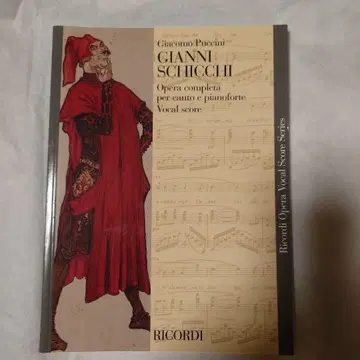 Giacomo Puccini
GIANNI
SCHICCHI
Opera completa
per canto e pianoforte
Vocal score
RICORDI
Ricordi Opera Vocal Score Series